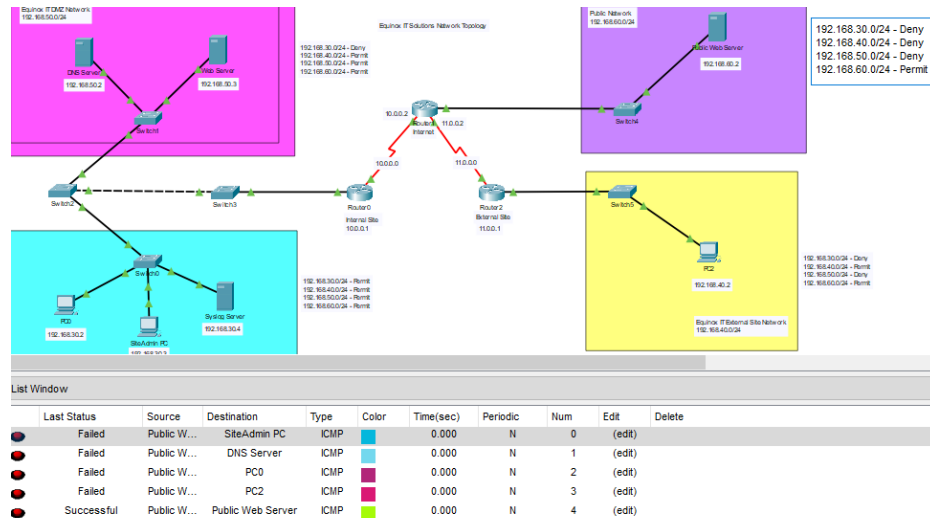 Equinox IT DMZ Network
192.168.50.0/24
DNS Server
192.168.50.2
Web Server
192.168.50.3
Switch1
Equinox IT Solutions Network Topology
192.168.30.0/24 - Deny
192.168.40.0/24 - Permit
192.168.50.0/24 - Permit
192.168.60.0/24 - Permit
Public Network
192.168.60.0/24
Public Web Server
192.168.60.2
Switch4
192.168.30.0/24 - Deny
192.168.40.0/24 - Deny
192.168.50.0/24 - Deny
192.168.60.0/24 - Permit
10.0.0.2
11.0.0.2
Internet
10.0.0.0
11.0.0.0
Switch2
Switch3
Router0
Internal Site
10.0.0.1
Router2
External Site
11.0.0.1
Switch5
PC2
192.168.40.2
Equinox IT External Site Network
192.168.40.0/24
192.168.30.0/24 - Deny
192.168.40.0/24 - Permit
192.168.50.0/24 - Deny
192.168.60.0/24 - Permit
Switch0
PC0
192.168.30.2
SiteAdmin PC
192.168.30.3
Syslog Server
192.168.30.4
192.168.30.0/24 - Permit
192.168.40.0/24 - Permit
192.168.50.0/24 - Permit
192.168.60.0/24 - Permit
List Window
Last Status Source Destination Type Color Time(sec) Periodic Num Edit Delete
Failed Public W... SiteAdmin PC ICMP 0.000 N 0 (edit)
Failed Public W... DNS Server ICMP 0.000 N 1 (edit)
Failed Public W... PC0 ICMP 0.000 N 2 (edit)
Failed Public W... PC2 ICMP 0.000 N 3 (edit)
Successful Public W... Public Web Server ICMP 0.000 N 4 (edit)